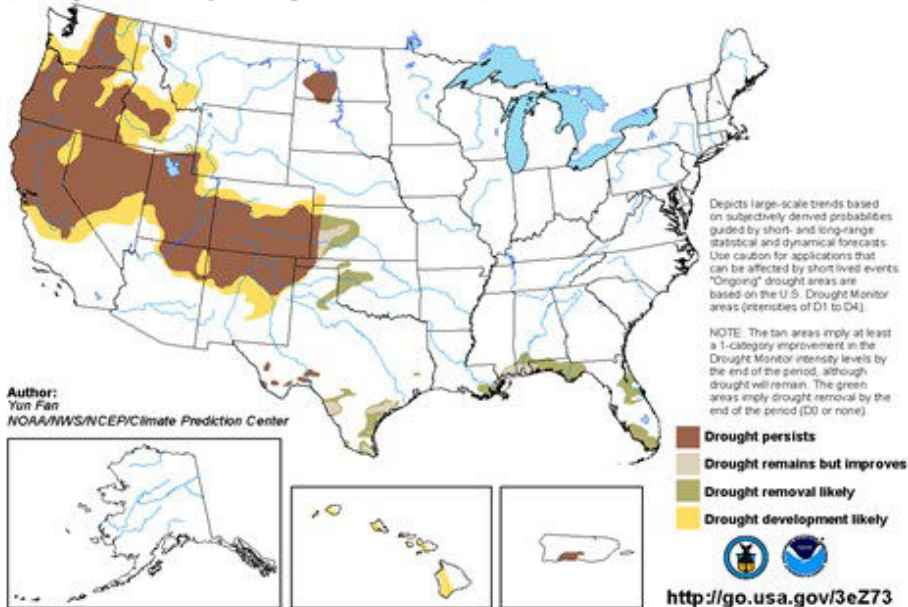 Depicts large-scale trends based
on subjectively derived probabilities
guided by short- and long-range
statistical and dynamical forecasts.
Use caution for applications that
can be affected by short lived events.
"Ongoing" drought areas are
based on the U.S. Drought Monitor
areas (intensities of D1 to D4).
NOTE: The tan areas imply at least
a 1-category improvement in the
Drought Monitor intensity levels by
the end of the period, although
drought will remain. The green
areas imply drought removal by the
end of the period (D0 or none).
Author:
Yun Fan
NOAA/NWS/NCEP/Climate Prediction Center
Drought persists
Drought remains but improves
Drought removal likely
Drought development likely
http://go.usa.gov/3eZ73